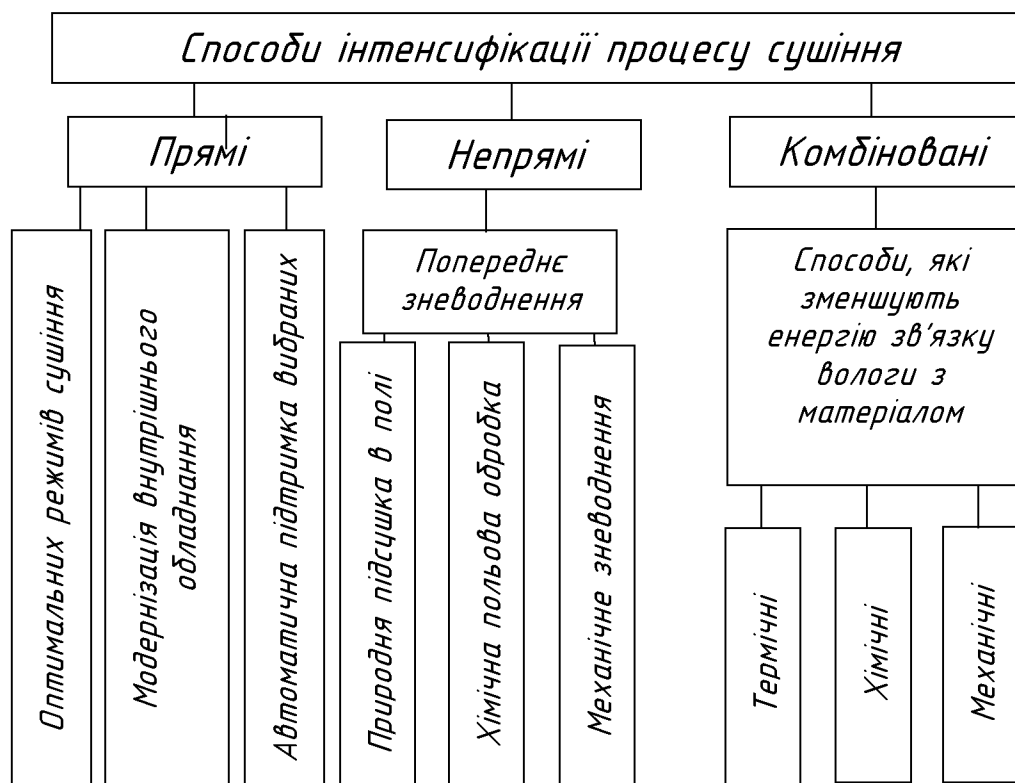 Способи інтенсифікації процесу сушіння
Прямі
Непрямі
Комбіновані
Оптимальних режимів сушіння
Модернізація внутрішнього
обладнання
Автоматична підтримка вибраних
Попереднє
зневоднення
Природня підсушка в полі
Хімічна польова обробка
Механічне зневоднення
Способи, які
зменшують
енергію зв'язку
вологи з
матеріалом
Термічні
Хімічні
Механічні